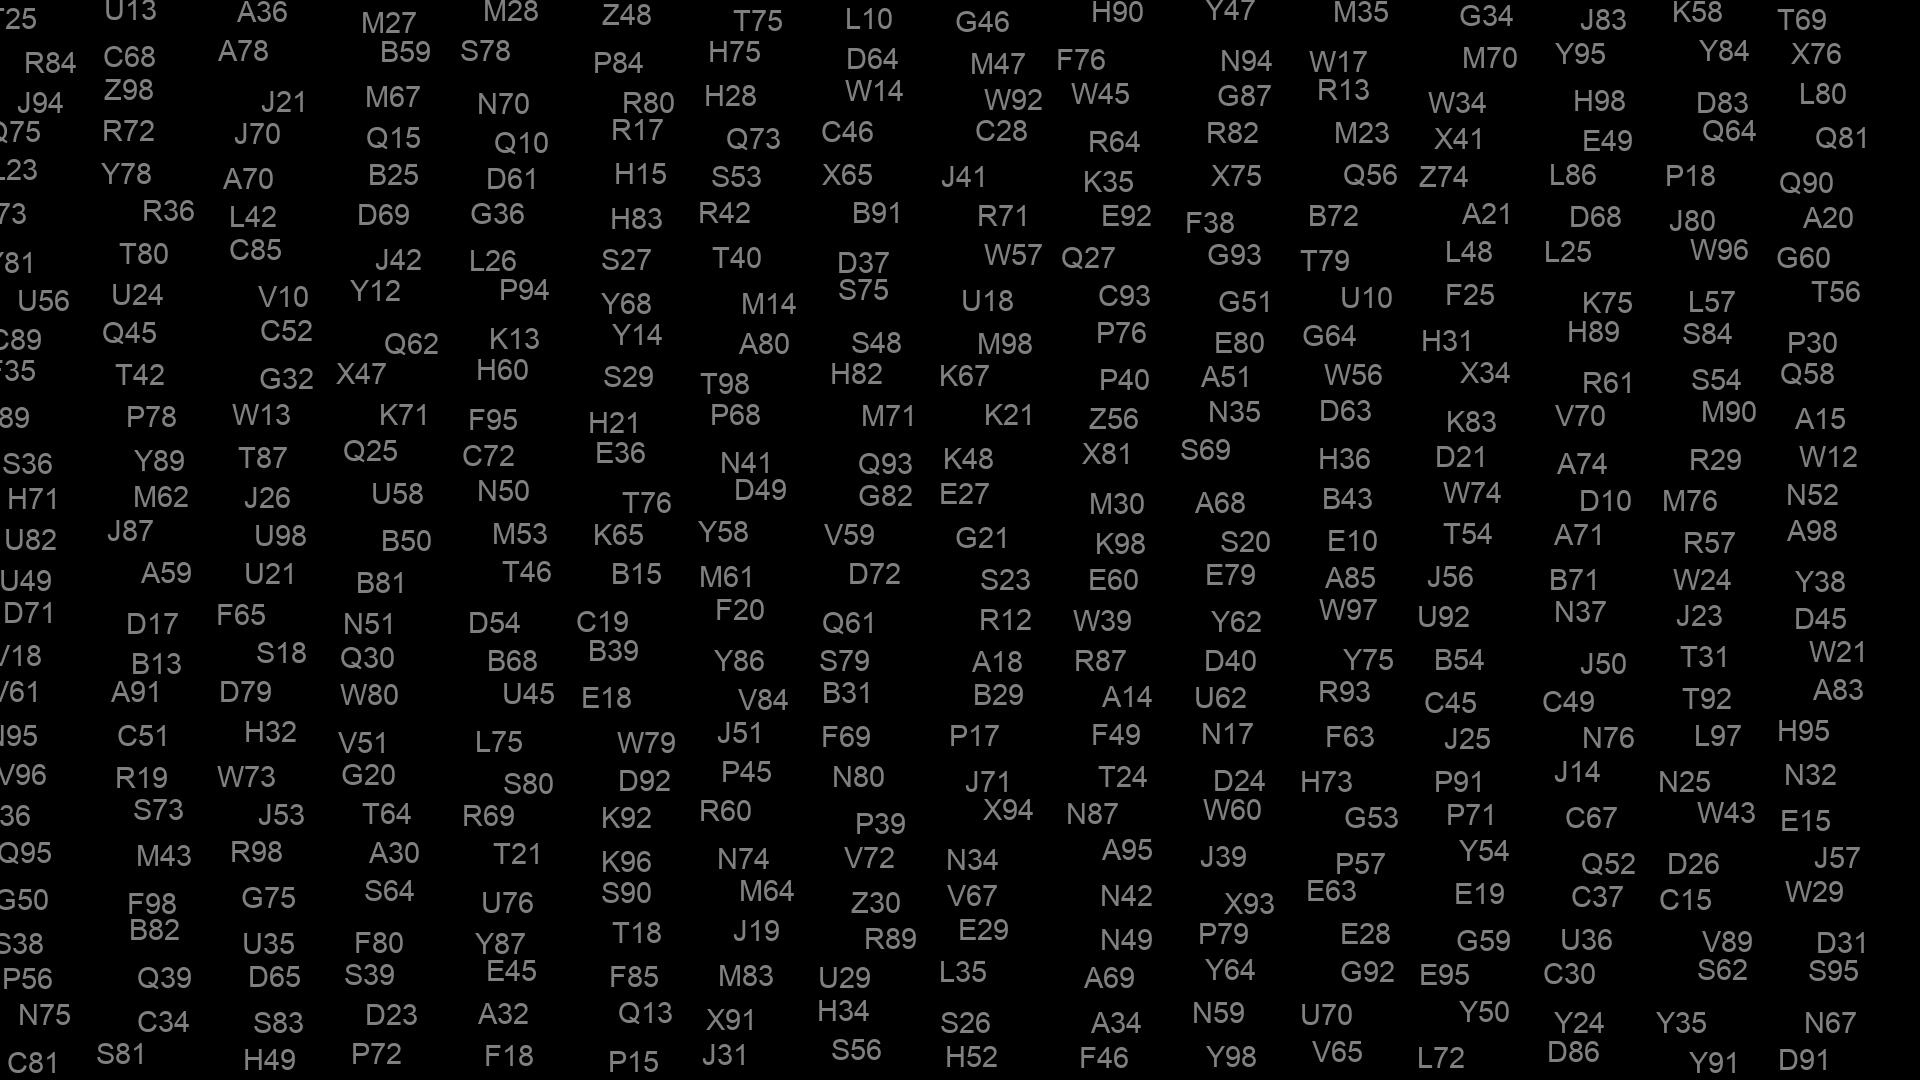 T25 U13 A36 M27 M28 Z48 T75 L10 G46 H90 Y47 M35 G34 J83 K58 T69
R84 C68 A78 B59 S78 P84 H75 D64 M47 F76 N94 W17 M70 Y95 Y84 X76
J94 Z98 J21 M67 N70 R80 H28 W14 W92 W45 G87 R13 W34 H98 D83 L80
Q75 R72 J70 Q15 Q10 R17 Q73 C46 C28 R64 R82 M23 X41 E49 Q64 Q81
L23 Y78 A70 B25 D61 H15 S53 X65 J41 K35 X75 Q56 Z74 L86 P18 Q90
73 R36 L42 D69 G36 H83 R42 B91 R71 E92 F38 B72 A21 D68 J80 A20
Y81 T80 C85 J42 L26 S27 T40 D37 W57 Q27 G93 T79 L48 L25 W96 G60
U56 U24 V10 Y12 P94 Y68 M14 S75 U18 C93 G51 U10 F25 K75 L57 T56
C89 Q45 C52 Q62 K13 Y14 A80 S48 M98 P76 E80 G64 H31 H89 S84 P30
F35 T42 G32 X47 H60 S29 T98 H82 K67 P40 A51 W56 X34 R61 S54 Q58
89 P78 W13 K71 F95 H21 P68 M71 K21 Z56 N35 D63 K83 V70 M90 A15
S36 Y89 T87 Q25 C72 E36 N41 Q93 K48 X81 S69 H36 D21 A74 R29 W12
H71 M62 J26 U58 N50 T76 D49 G82 E27 M30 A68 B43 W74 D10 M76 N52
U82 J87 U98 B50 M53 K65 Y58 V59 G21 K98 S20 E10 T54 A71 R57 A98
U49 A59 U21 B81 T46 B15 M61 D72 S23 E60 E79 A85 J56 B71 W24 Y38
D71 D17 F65 N51 D54 C19 F20 Q61 R12 W39 Y62 W97 U92 N37 J23 D45
V18 B13 S18 Q30 B68 B39 Y86 S79 A18 R87 D40 Y75 B54 J50 T31 W21
V61 A91 D79 W80 U45 E18 V84 B31 B29 A14 U62 R93 C45 C49 T92 A83
95 C51 H32 V51 L75 W79 J51 F69 P17 F49 N17 F63 J25 N76 L97 H95
V96 R19 W73 G20 S80 D92 P45 N80 J71 T24 D24 H73 P91 J14 N25 N32
36 S73 J53 T64 R69 K92 R60 P39 X94 N87 W60 G53 P71 C67 W43 E15
Q95 M43 R98 A30 T21 K96 N74 V72 N34 A95 J39 P57 Y54 Q52 D26 J57
G50 F98 G75 S64 U76 S90 M64 Z30 V67 N42 X93 E63 E19 C37 C15 W29
S38 B82 U35 F80 Y87 T18 J19 R89 E29 N49 P79 E28 G59 U36 V89 D31
P56 Q39 D65 S39 E45 F85 M83 U29 L35 A69 Y64 G92 E95 C30 S62 S95
N75 C34 S83 D23 A32 Q13 X91 H34 S26 A34 N59 U70 Y50 Y24 Y35 N67
C81 S81 H49 P72 F18 P15 J31 S56 H52 F46 Y98 V65 L72 D86 Y91 D91